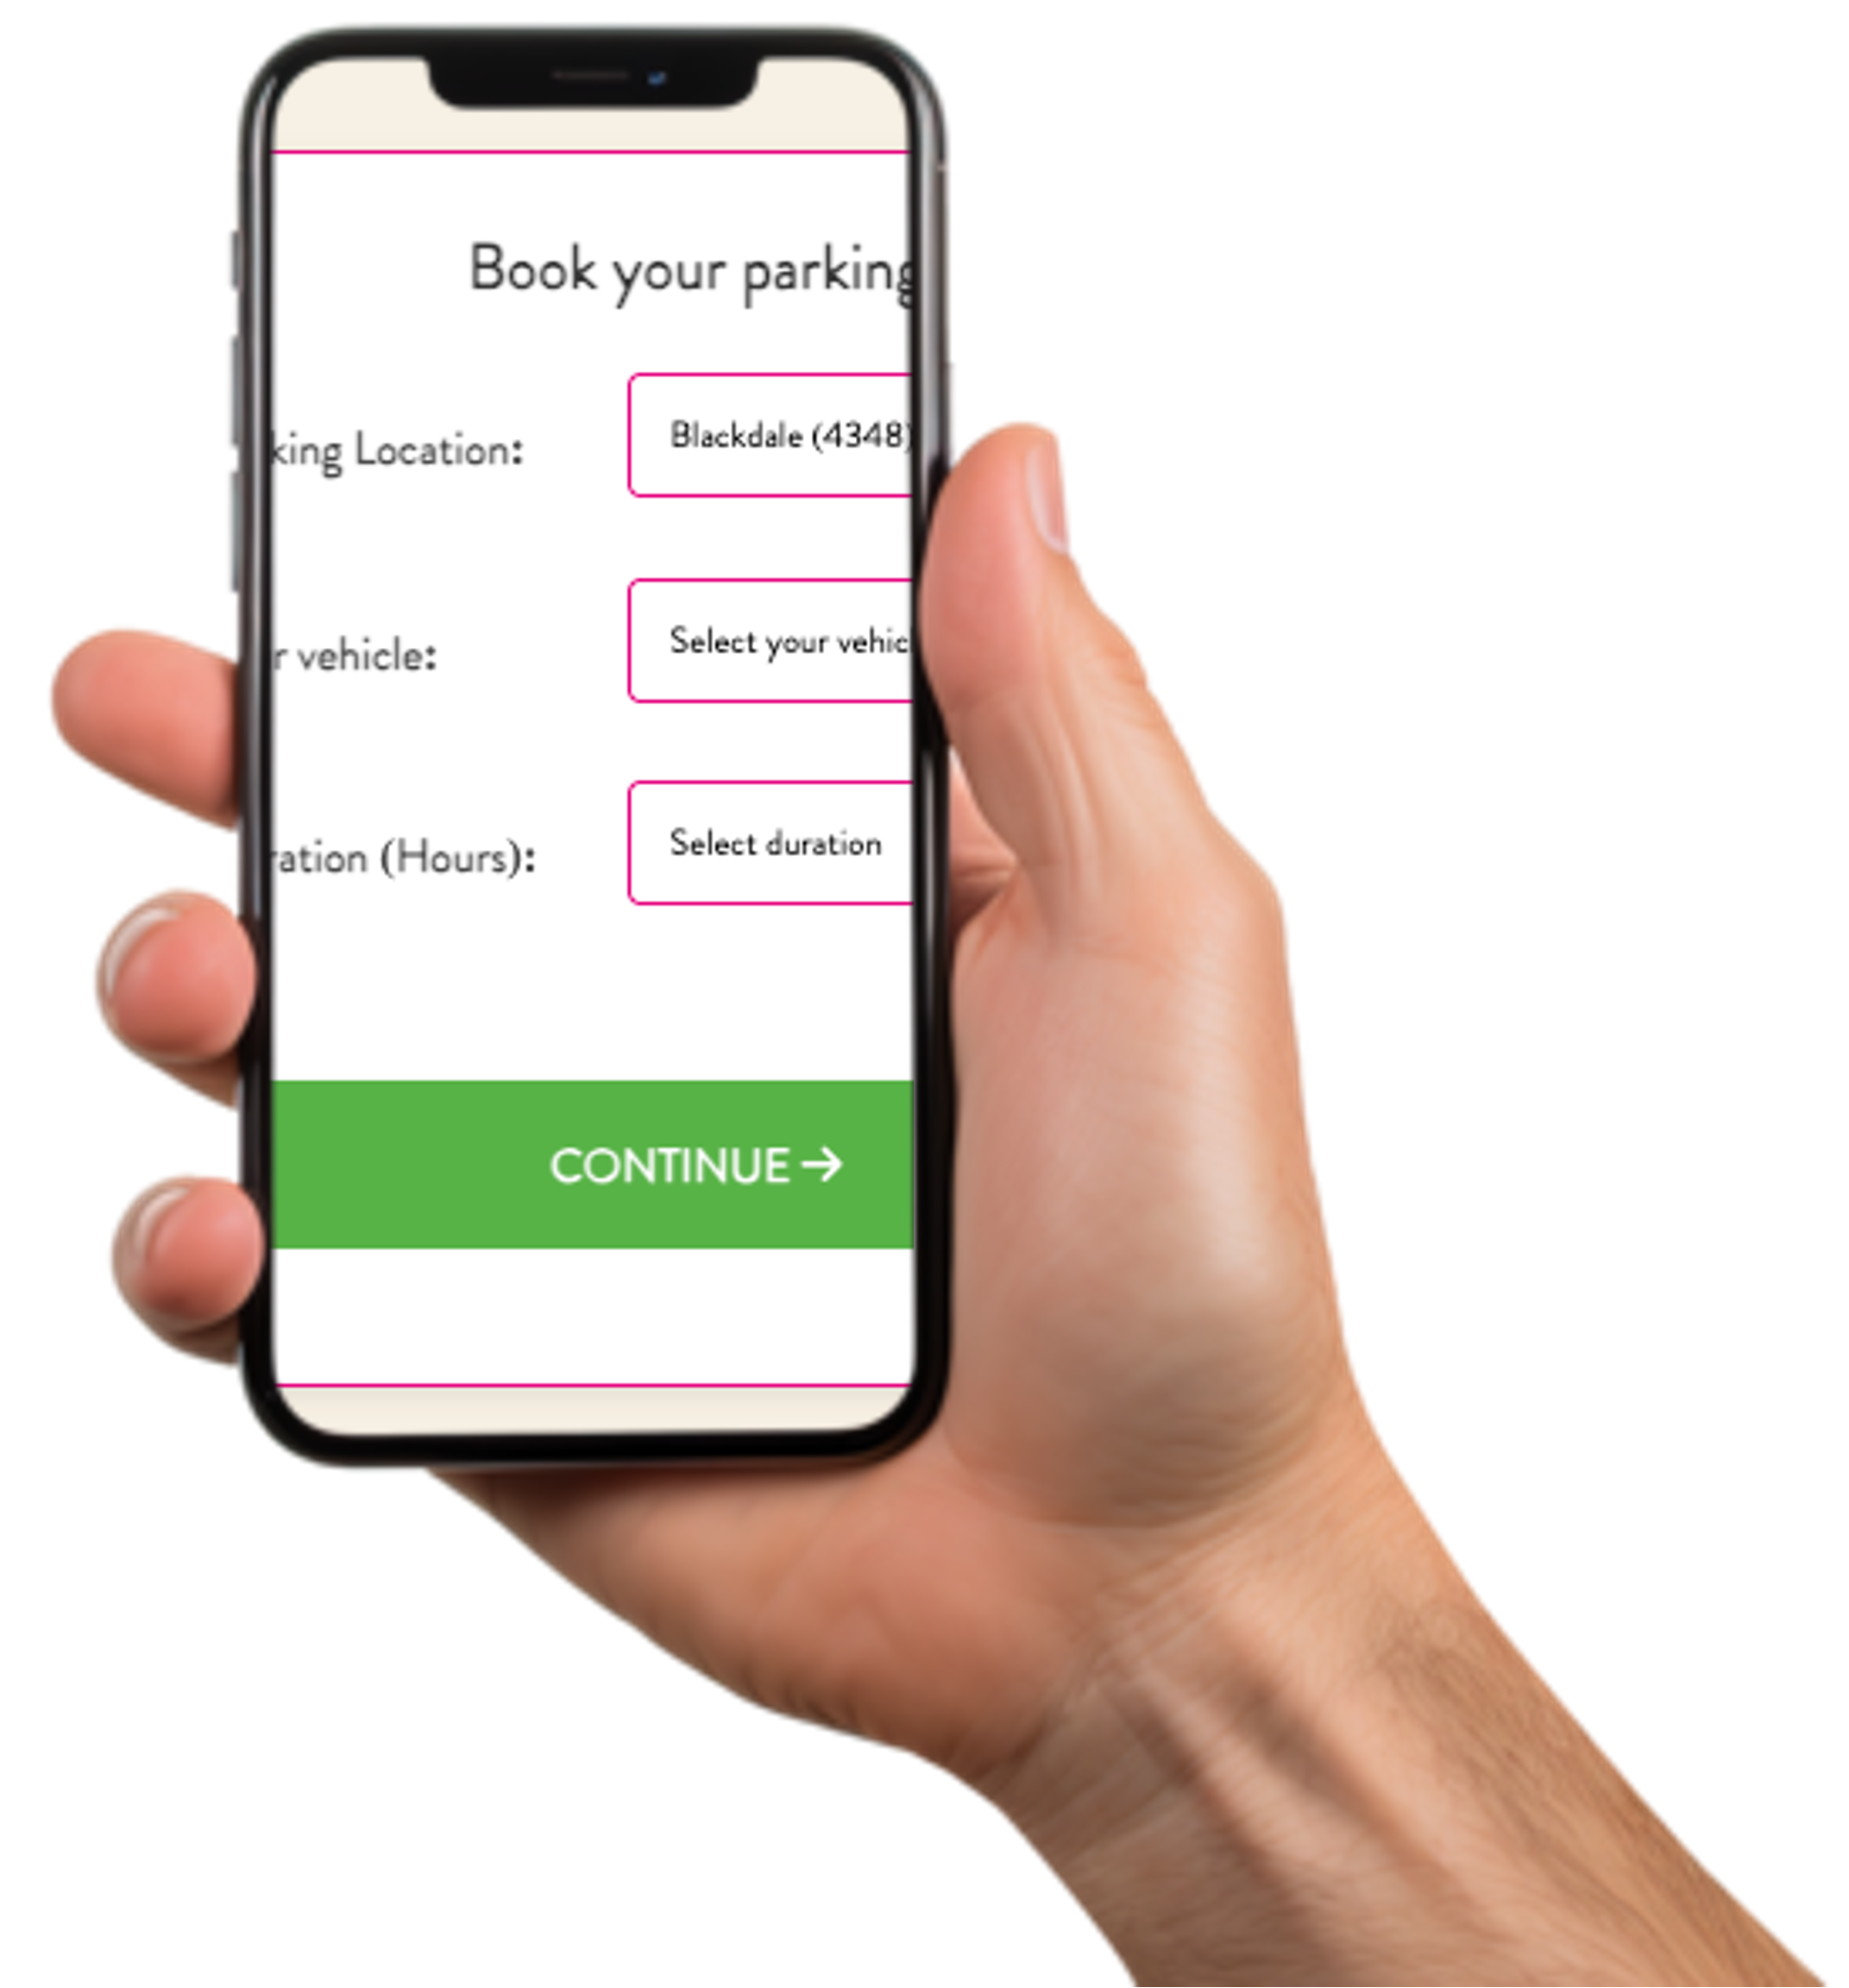 Book your parking
king Location:
Blackdale (4348)
r vehicle:
Select your vehic
ration (Hours):
Select duration
CONTINUE →